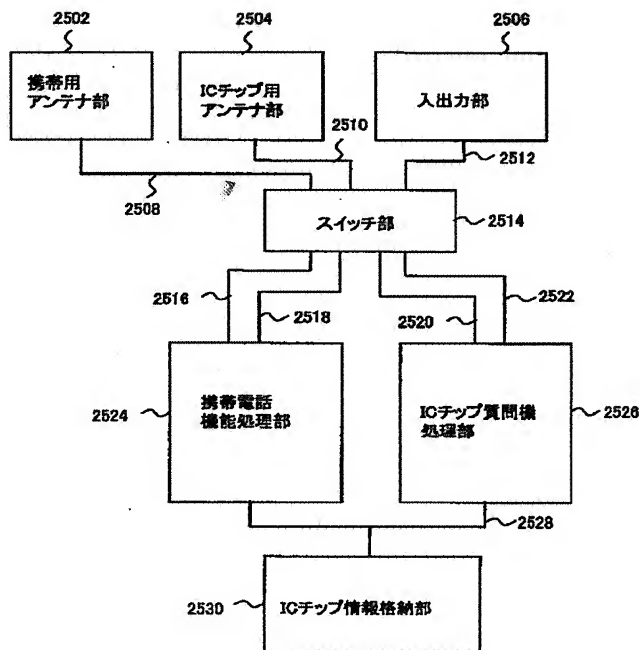 2502
2504
2506
携帯用
アンテナ部
ICチップ用
アンテナ部
入出力部
2510
2512
2508
スイッチ部
2514
2516
2518
2520
2522
2524
携帯電話
機能処理部
ICチップ質問機
処理部
2526
2528
2530
ICチップ情報格納部